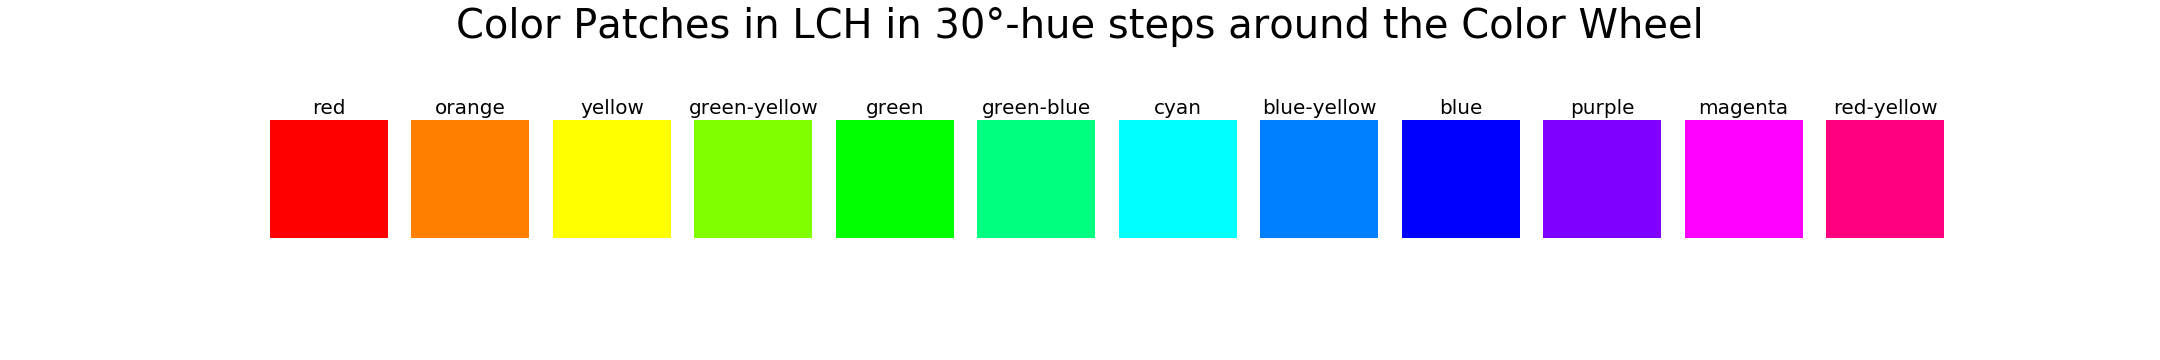 Color Patches in LCH in 30°-hue steps around the Color Wheel
red orange yellow green-yellow green green-blue cyan blue-yellow blue purple magenta red-yellow